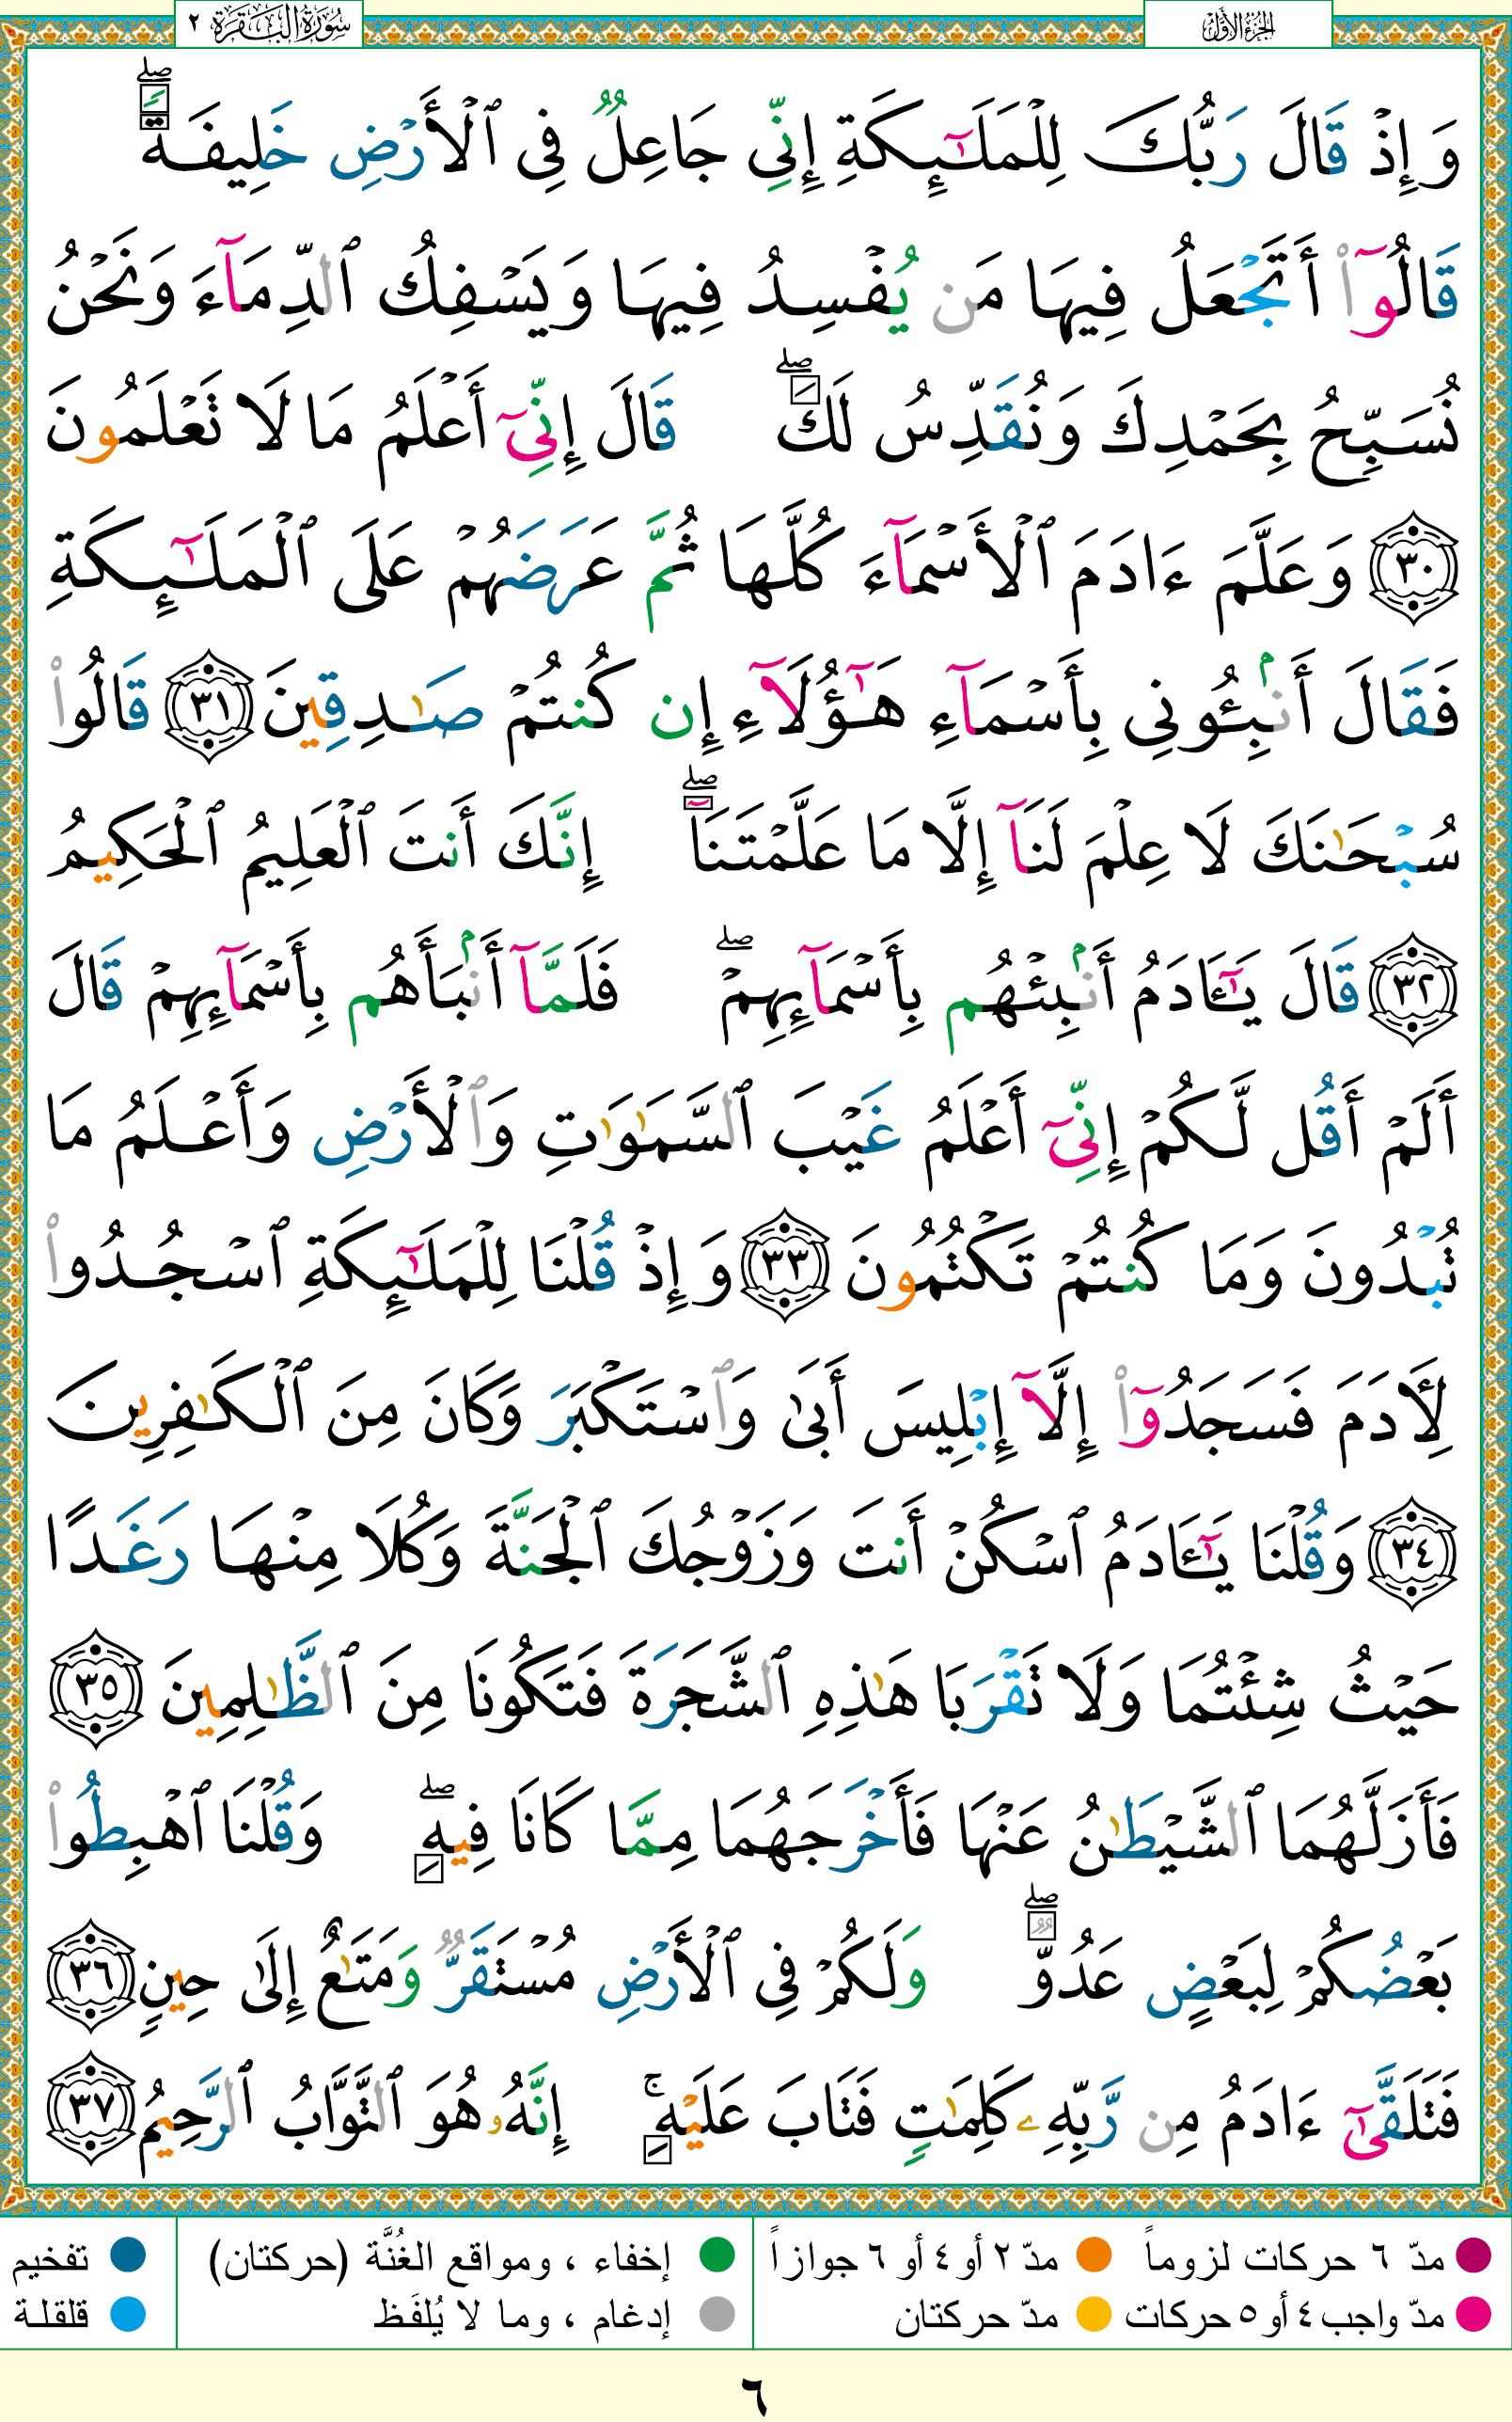 الجزء الأول
سورة البقرة ٢
وَإِذْ قَالَ رَبُّكَ لِلْمَلَـٰٓئِكَةِ إِنِّى جَاعِلٌ فِى ٱلْأَرْضِ خَلِيفَةً ۖ
قَالُوٓا۟ أَتَجْعَلُ فِيهَا مَن يُفْسِدُ فِيهَا وَيَسْفِكُ ٱلدِّمَآءَ وَنَحْنُ
نُسَبِّحُ بِحَمْدِكَ وَنُقَدِّسُ لَكَ ۖ قَالَ إِنِّىٓ أَعْلَمُ مَا لَا تَعْلَمُونَ
٣٠ وَعَلَّمَ ءَادَمَ ٱلْأَسْمَآءَ كُلَّهَا ثُمَّ عَرَضَهُمْ عَلَى ٱلْمَلَـٰٓئِكَةِ
فَقَالَ أَنۢبِـُٔونِى بِأَسْمَآءِ هَـٰٓؤُلَآءِ إِن كُنتُمْ صَـٰدِقِينَ ٣١ قَالُوا۟
سُبْحَـٰنَكَ لَا عِلْمَ لَنَآ إِلَّا مَا عَلَّمْتَنَآ ۖ إِنَّكَ أَنتَ ٱلْعَلِيمُ ٱلْحَكِيمُ
٣٢ قَالَ يَـٰٓـَٔادَمُ أَنۢبِئْهُم بِأَسْمَآئِهِمْ ۖ فَلَمَّآ أَنۢبَأَهُم بِأَسْمَآئِهِمْ قَالَ
أَلَمْ أَقُل لَّكُمْ إِنِّىٓ أَعْلَمُ غَيْبَ ٱلسَّمَـٰوَٰتِ وَٱلْأَرْضِ وَأَعْلَمُ مَا
تُبْدُونَ وَمَا كُنتُمْ تَكْتُمُونَ ٣٣ وَإِذْ قُلْنَا لِلْمَلَـٰٓئِكَةِ ٱسْجُدُوا۟
لِـَٔادَمَ فَسَجَدُوٓا۟ إِلَّآ إِبْلِيسَ أَبَىٰ وَٱسْتَكْبَرَ وَكَانَ مِنَ ٱلْكَـٰفِرِينَ
٣٤ وَقُلْنَا يَـٰٓـَٔادَمُ ٱسْكُنْ أَنتَ وَزَوْجُكَ ٱلْجَنَّةَ وَكُلَا مِنْهَا رَغَدًا
حَيْثُ شِئْتُمَا وَلَا تَقْرَبَا هَـٰذِهِ ٱلشَّجَرَةَ فَتَكُونَا مِنَ ٱلظَّـٰلِمِينَ ٣٥
فَأَزَلَّهُمَا ٱلشَّيْطَـٰنُ عَنْهَا فَأَخْرَجَهُمَا مِمَّا كَانَا فِيهِ ۖ وَقُلْنَا ٱهْبِطُوا۟
بَعْضُكُمْ لِبَعْضٍ عَدُوٌّ ۖ وَلَكُمْ فِى ٱلْأَرْضِ مُسْتَقَرٌّ وَمَتَـٰعٌ إِلَىٰ حِينٍ ٣٦
فَتَلَقَّىٰٓ ءَادَمُ مِن رَّبِّهِۦ كَلِمَـٰتٍ فَتَابَ عَلَيْهِ ۚ إِنَّهُۥ هُوَ ٱلتَّوَّابُ ٱلرَّحِيمُ ٣٧
مدّ ٦ حركات لزوماً مدّ ٢ أو ٤ أو ٦ جوازاً إخفاء ، ومواقع الغُنَّة (حركتان) تفخيم
مدّ واجب ٤ أو ٥ حركات مدّ حركتان إدغام ، وما لا يُلفَظ قلقلة
٦